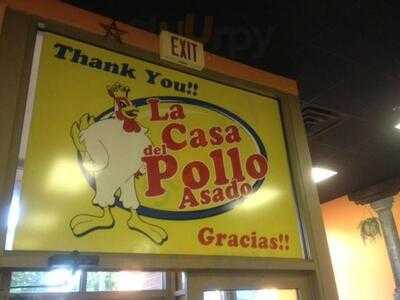 EXIT
Thank You!!
La
Casa
del
Pollo
Asado
Gracias!!